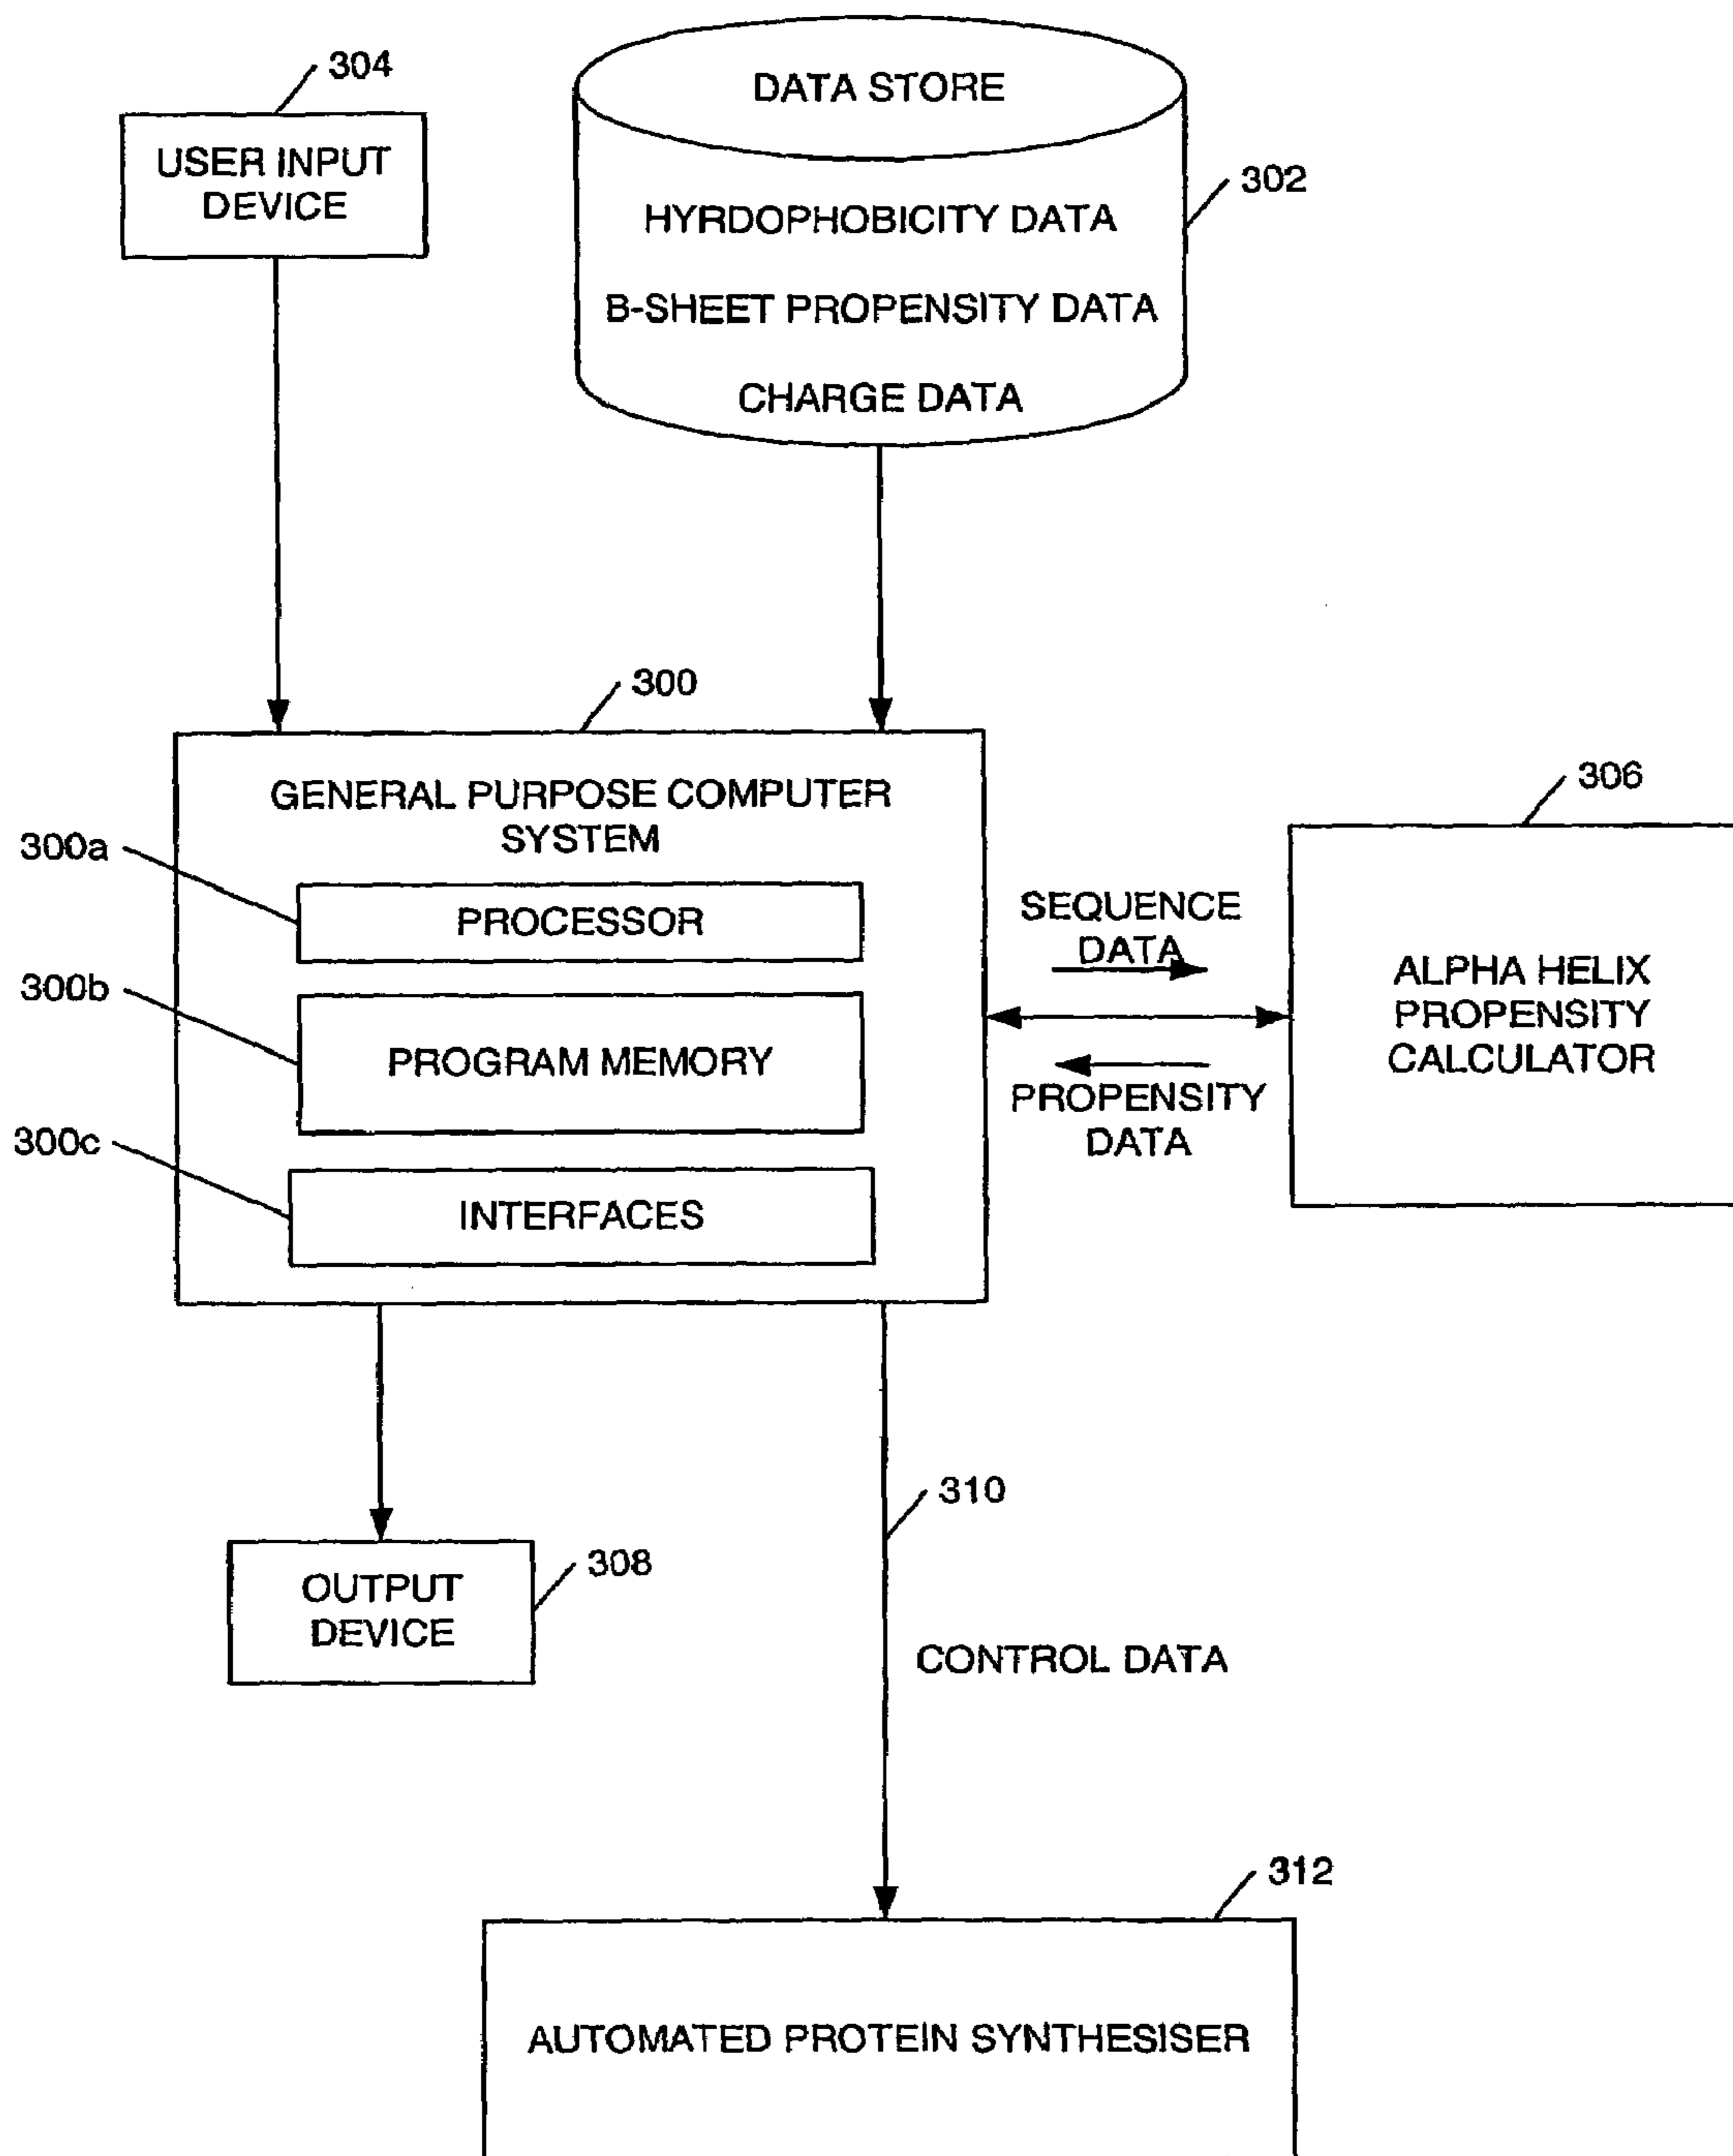 304
USER INPUT
DEVICE
DATA STORE
HYRDOPHOBICITY DATA
B-SHEET PROPENSITY DATA
CHARGE DATA
302
300
GENERAL PURPOSE COMPUTER
SYSTEM
300a
PROCESSOR
300b
PROGRAM MEMORY
300c
INTERFACES
SEQUENCE
DATA
PROPENSITY
DATA
306
ALPHA HELIX
PROPENSITY
CALCULATOR
308
OUTPUT
DEVICE
310
CONTROL DATA
312
AUTOMATED PROTEIN SYNTHESISER